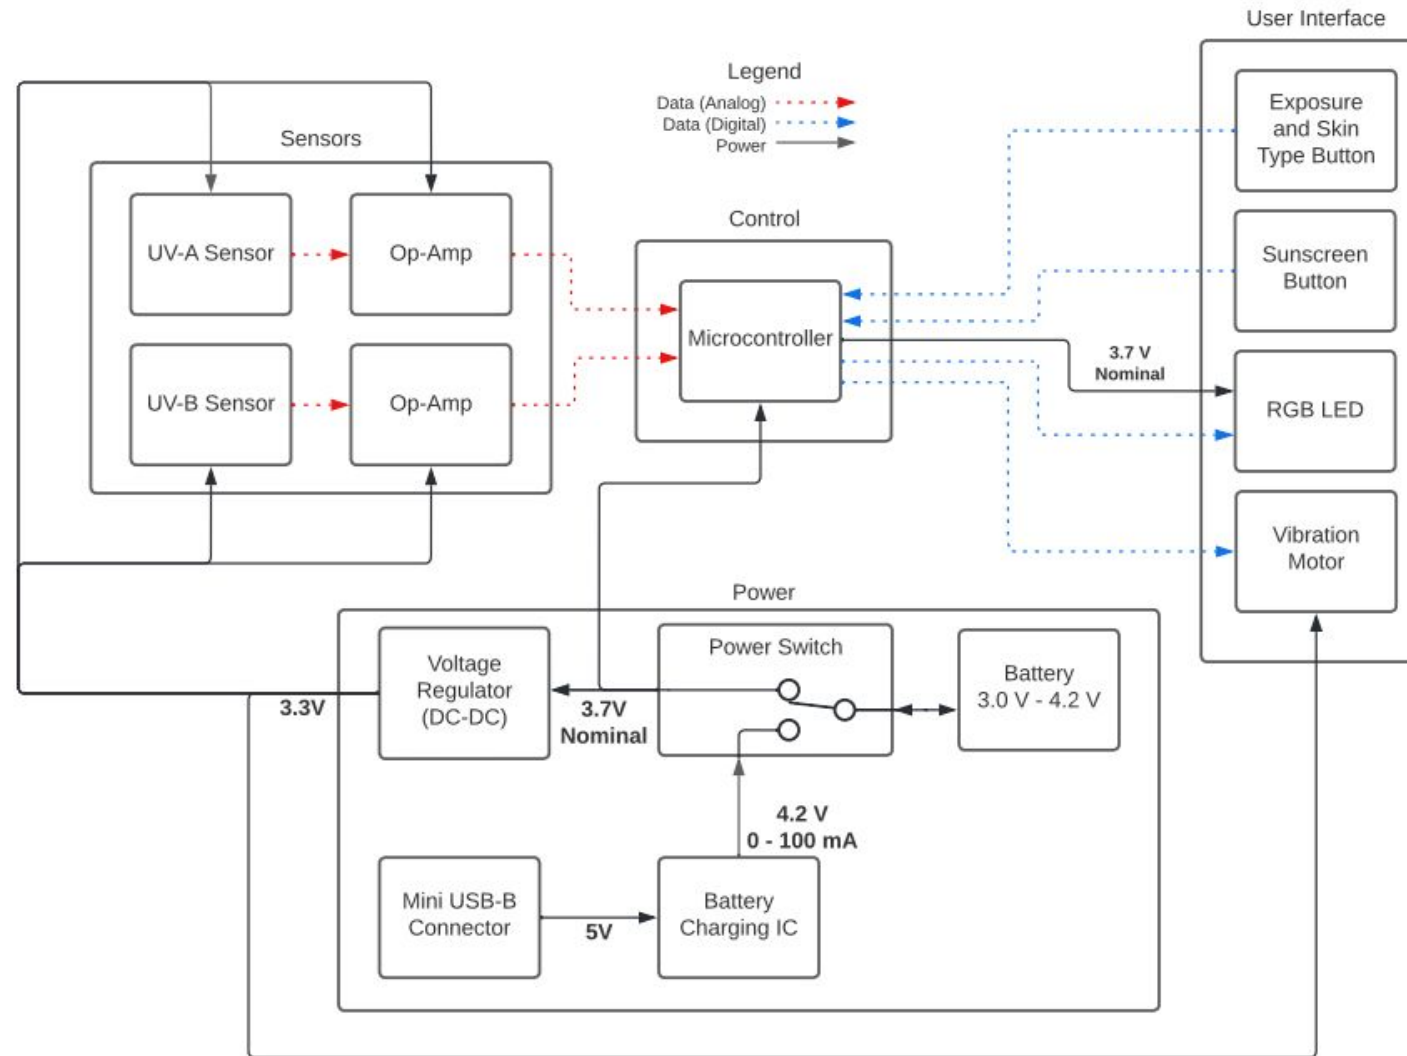 User Interface
Legend
Data (Analog)
Data (Digital)
Power
Sensors
UV-A Sensor
Op-Amp
UV-B Sensor
Op-Amp
Control
Microcontroller
Exposure
and Skin
Type Button
Sunscreen
Button
3.7 V
Nominal
RGB LED
Vibration
Motor
Power
Voltage
Regulator
(DC-DC)
3.3V
3.7V
Nominal
Power Switch
Battery
3.0 V - 4.2 V
4.2 V
0 - 100 mA
Mini USB-B
Connector
5V
Battery
Charging IC